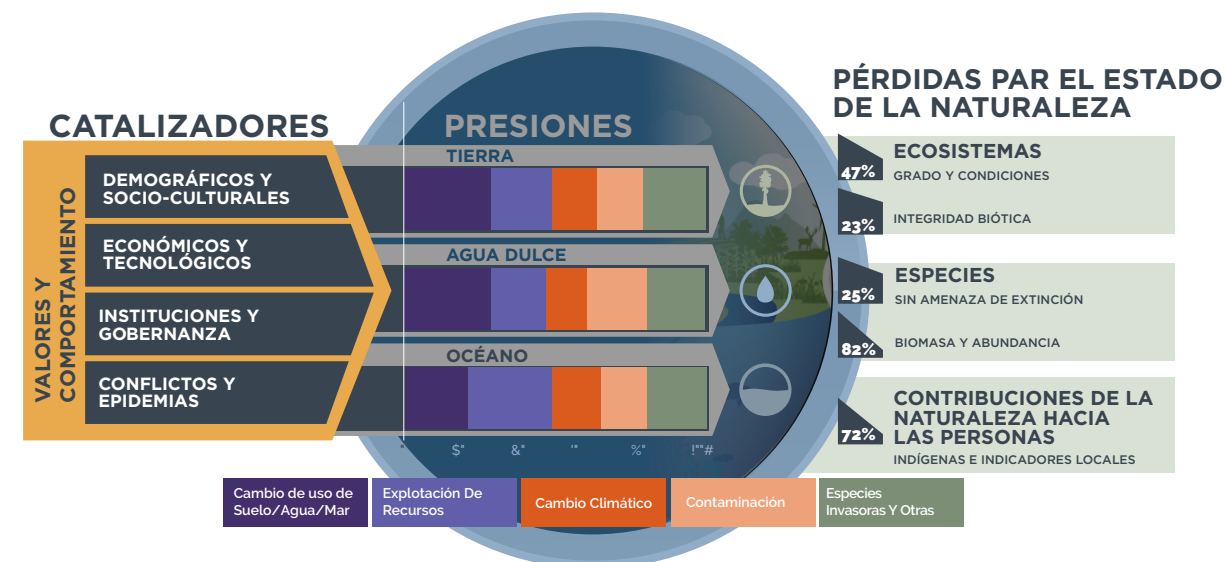 CATALIZADORES
VALORES Y
COMPORTAMIENTO
DEMOGRÁFICOS Y
SOCIO-CULTURALES
ECONÓMICOS Y
TECNOLÓGICOS
INSTITUCIONES Y
GOBERNANZA
CONFLICTOS Y
EPIDEMIAS
PRESIONES
TIERRA
AGUA DULCE
OCÉANO
PÉRDIDAS PAR EL ESTADO
DE LA NATURALEZA
47%
ECOSISTEMAS
GRADO Y CONDICIONES
23%
INTEGRIDAD BIÓTICA
25%
ESPECIES
SIN AMENAZA DE EXTINCIÓN
82%
BIOMASA Y ABUNDANCIA
72%
CONTRIBUCIONES DE LA
NATURALEZA HACIA
LAS PERSONAS
INDÍGENAS E INDICADORES LOCALES
Cambio de uso de
Suelo/Agua/Mar
Explotación De
Recursos
Cambio Climático
Contaminación
Especies
Invasoras Y Otras